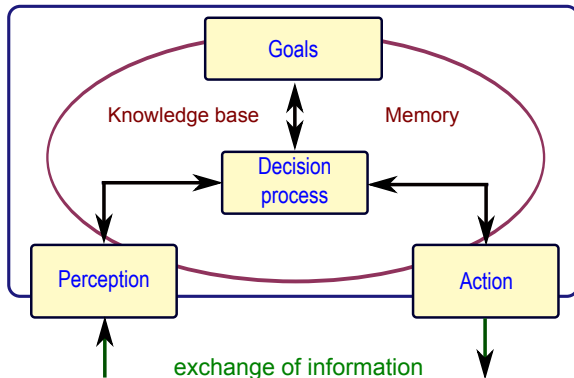 Goals
Knowledge base
Memory
Decision
process
Perception
Action
exchange of information